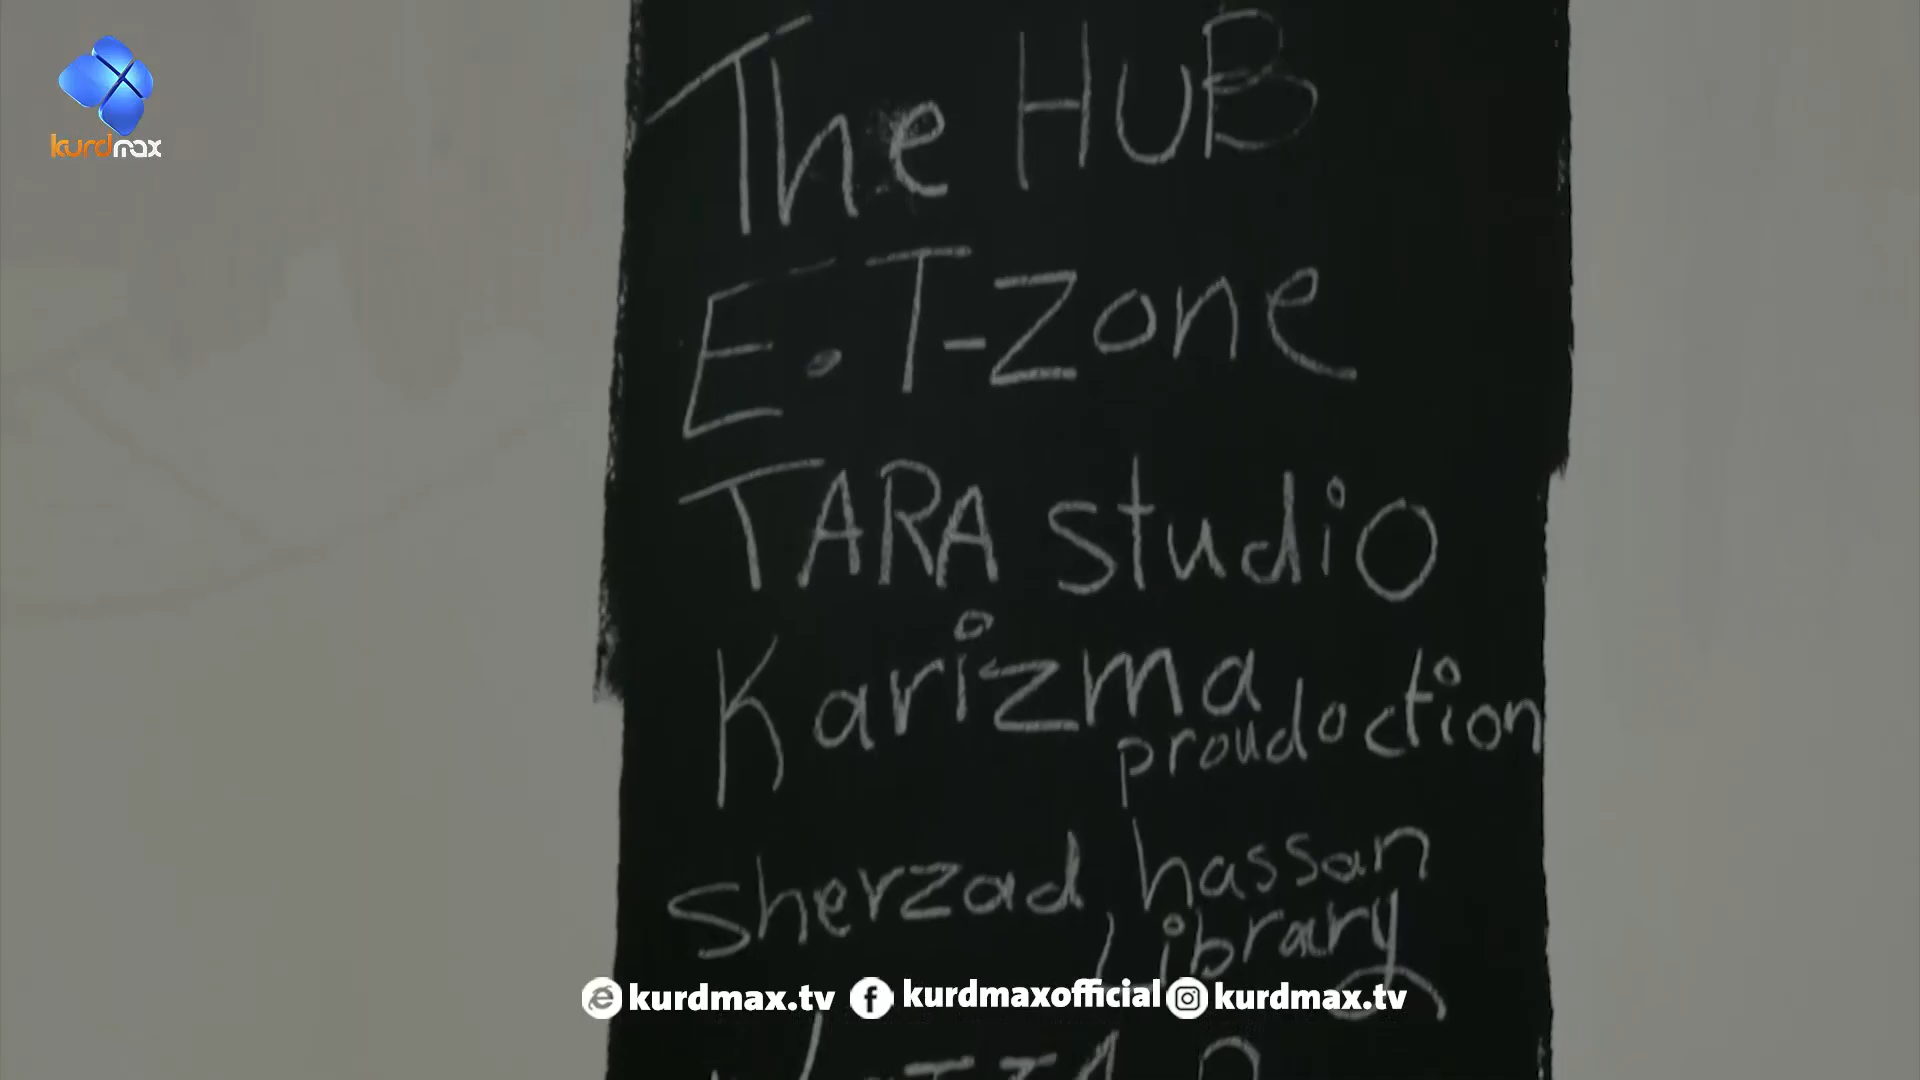 kurdmax
The HUB
E.T-Zone
TARA studio
Karizma
proudoction
Sherzad hassan
Library
kurdmax.tv kurdmaxofficial kurdmax.tv